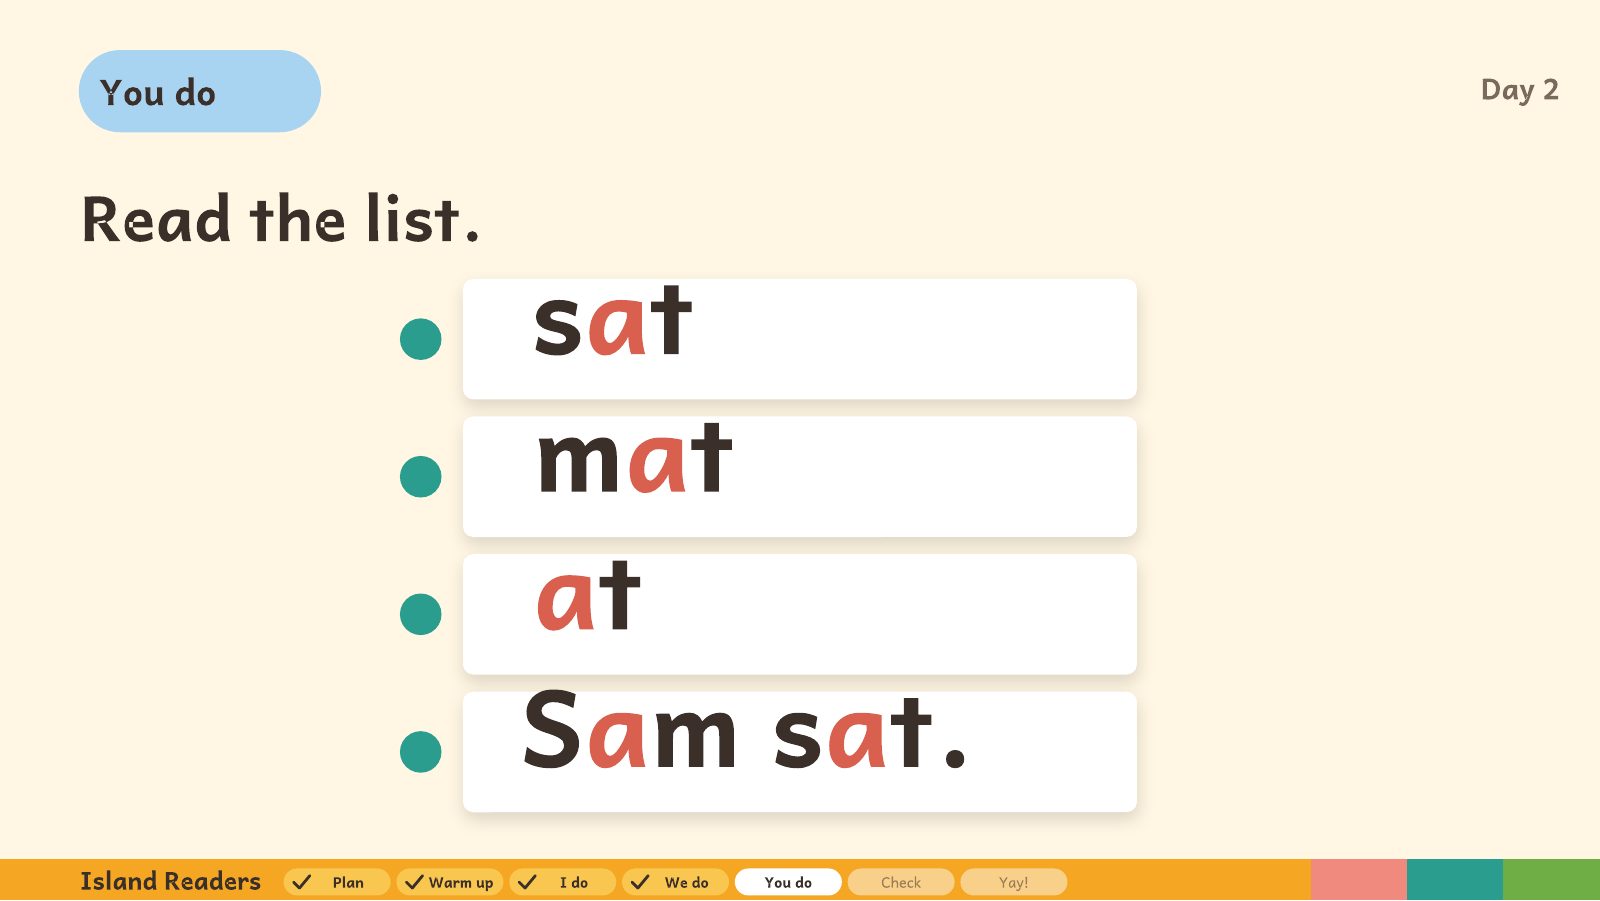 You do
Day 2
Read the list.
sat
mat
at
Sam sat.
Island Readers
Plan
Warm up
I do
We do
You do
Check
Yay!